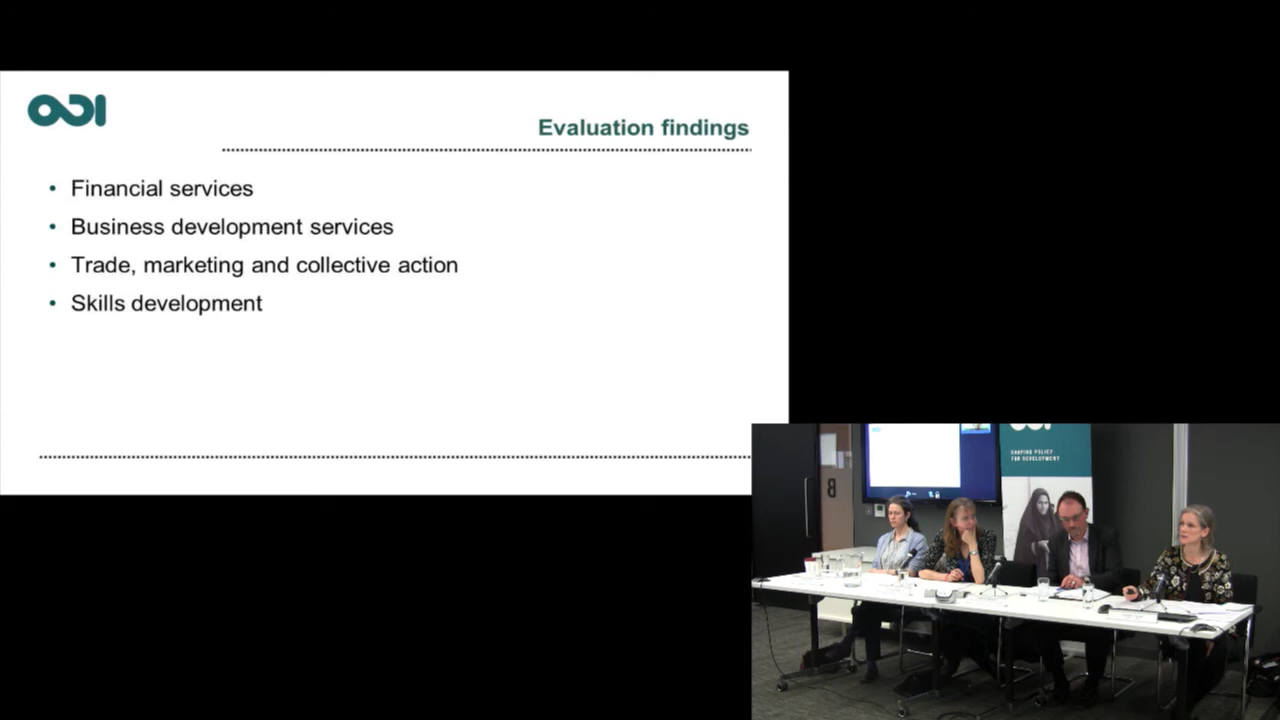 ODI
Evaluation findings
• Financial services
• Business development services
• Trade, marketing and collective action
• Skills development
SHAPING POLICY
FOR DEVELOPMENT
B